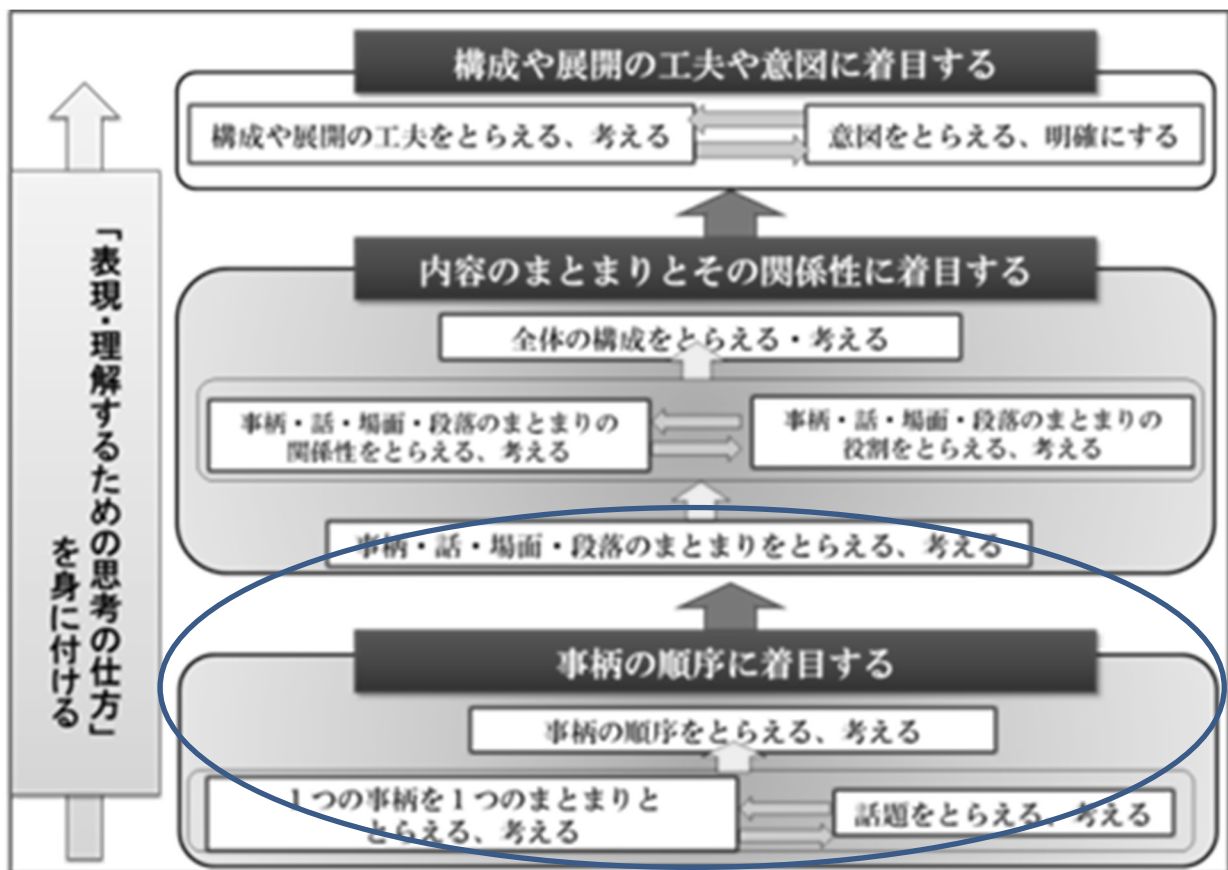 構成や展開の工夫や意図に着目する
構成や展開の工夫をとらえる、考える
意図をとらえる、明確にする
内容のまとまりとその関係性に着目する
全体の構成をとらえる・考える
事柄・話・場面・段落のまとまりの
関係性をとらえる、考える
事柄・話・場面・段落のまとまりの
役割をとらえる、考える
事柄・話・場面・段落のまとまりをとらえる、考える
事柄の順序に着目する
事柄の順序をとらえる、考える
1つの事柄を1つのまとまりと
とらえる、考える
話題をとらえる、考える
「表現・理解するための思考の仕方」
を身に付ける